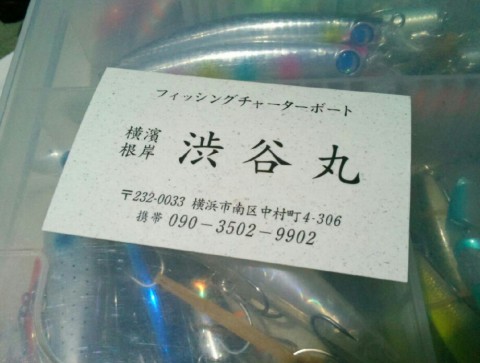 フィッシングチャーターボート
横濱
根岸
渋谷丸
〒232-0033 横浜市南区中村町4-306
携帯 090-3502-9902